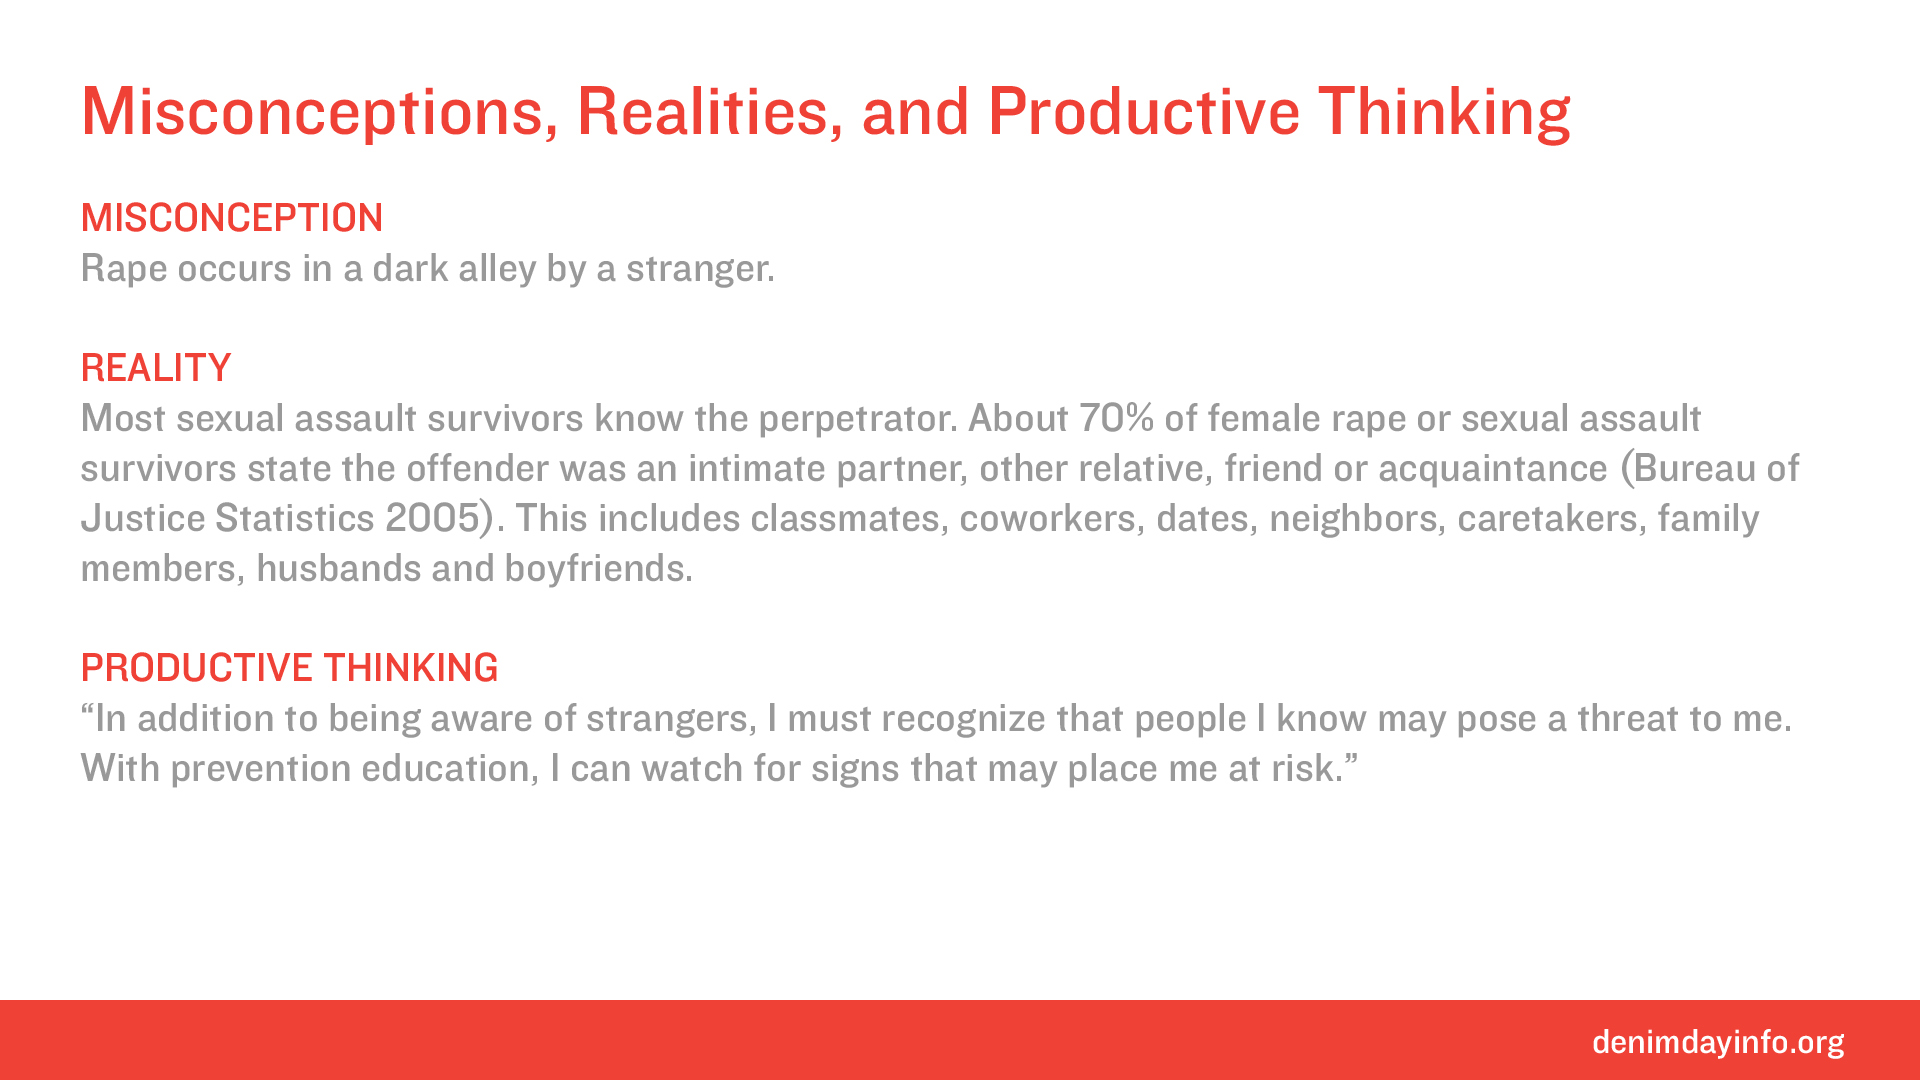 Misconceptions, Realities, and Productive Thinking
MISCONCEPTION
Rape occurs in a dark alley by a stranger.
REALITY
Most sexual assault survivors know the perpetrator. About 70% of female rape or sexual assault
survivors state the offender was an intimate partner, other relative, friend or acquaintance (Bureau of
Justice Statistics 2005). This includes classmates, coworkers, dates, neighbors, caretakers, family
members, husbands and boyfriends.
PRODUCTIVE THINKING
“In addition to being aware of strangers, I must recognize that people I know may pose a threat to me.
With prevention education, I can watch for signs that may place me at risk.”
denimdayinfo.org